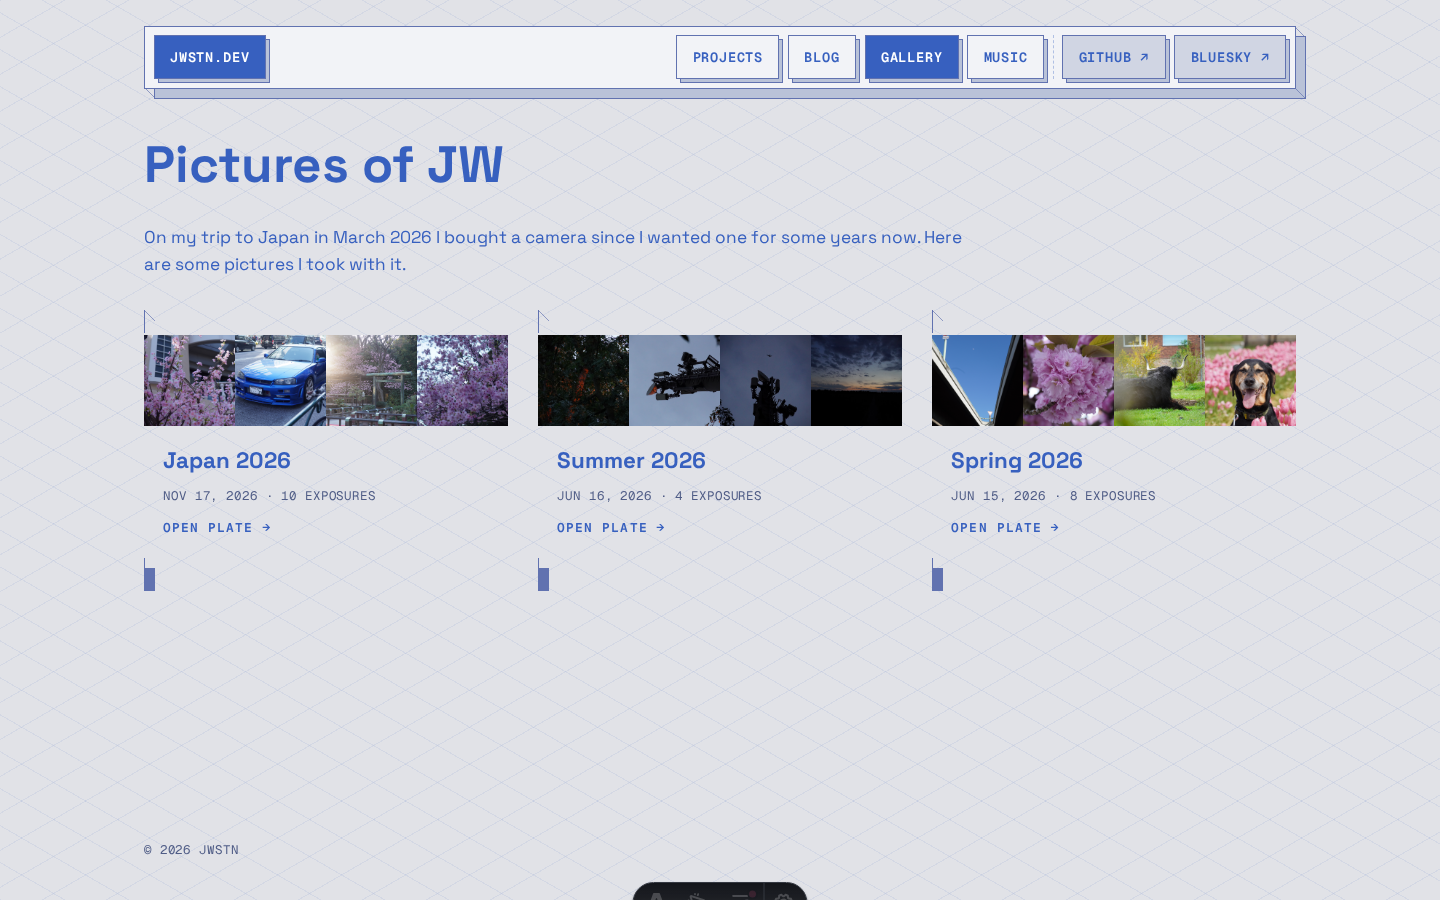 JWSTN.DEV
PROJECTS
BLOG
GALLERY
MUSIC
GITHUB ↗
BLUESKY ↗
Pictures of JW
On my trip to Japan in March 2026 I bought a camera since I wanted one for some years now. Here
are some pictures I took with it.
Japan 2026
NOV 17, 2026 · 10 EXPOSURES
OPEN PLATE →
Summer 2026
JUN 16, 2026 · 4 EXPOSURES
OPEN PLATE →
Spring 2026
JUN 15, 2026 · 8 EXPOSURES
OPEN PLATE →
© 2026 JWSTN